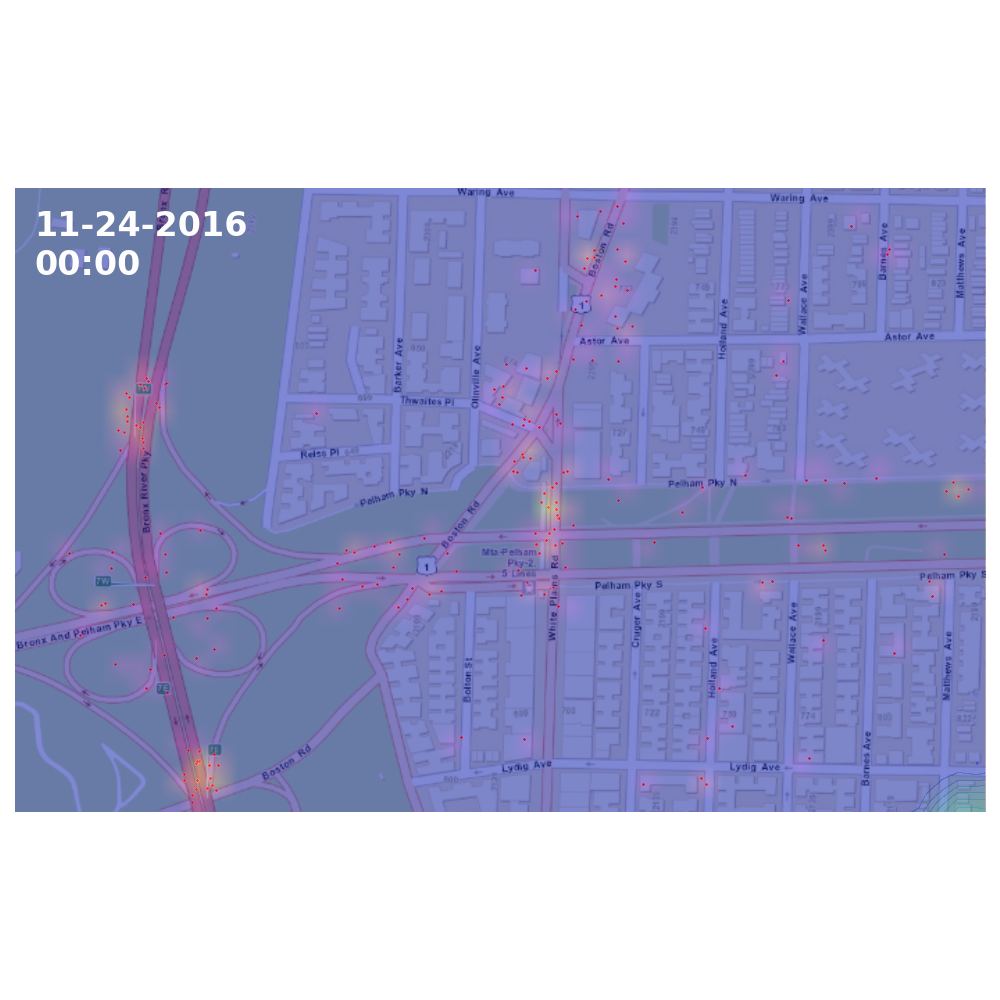 11-24-2016
00:00
Waring Ave
Waring Ave
Boston Rd
Barnes Ave
Matthews Ave
Wallace Ave
Holland Ave
1
Astor Ave
Astor Ave
Barker Ave
Olinville Ave
7W
Thwaites Pl
Reiss Pl
Pelham Pky N
Pelham Pky N
Bronx River Pky
Boston Rd
1
Mta-Pelham
Pky-2,
5 Lines
White Plains Rd
Pelham Pky S
Pelham Pky S
7W
Bronx And Pelham Pky E
Cruger Ave
Holland Ave
Wallace Ave
Matthews Ave
Bolton St
7E
Boston Rd
Lydig Ave
Lydig Ave
Barnes Ave